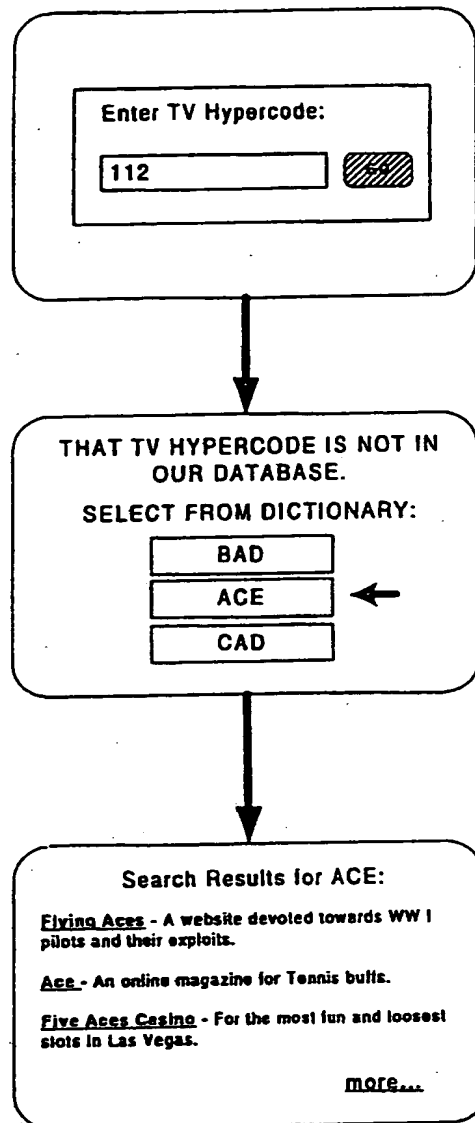 Enter TV Hypercode:
112
THAT TV HYPERCODE IS NOT IN
OUR DATABASE.
SELECT FROM DICTIONARY:
BAD
ACE
CAD
Search Results for ACE:
Flying Aces - A website devoted towards WW I
pilots and their exploits.
Ace - An online magazine for Tennis buffs.
Five Aces Casino - For the most fun and loosest
slots in Las Vegas.
more...